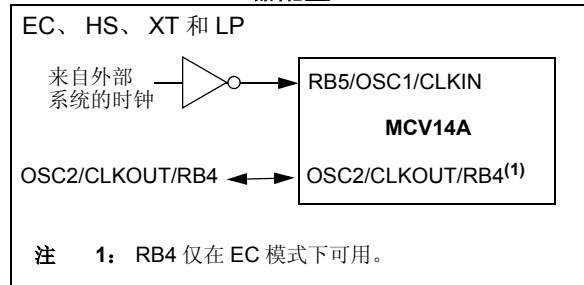 EC、 HS、 XT 和 LP
来自外部
系统的时钟
RB5/OSC1/CLKIN
MCV14A
OSC2/CLKOUT/RB4
OSC2/CLKOUT/RB4(1)
注 1： RB4 仅在 EC 模式下可用。